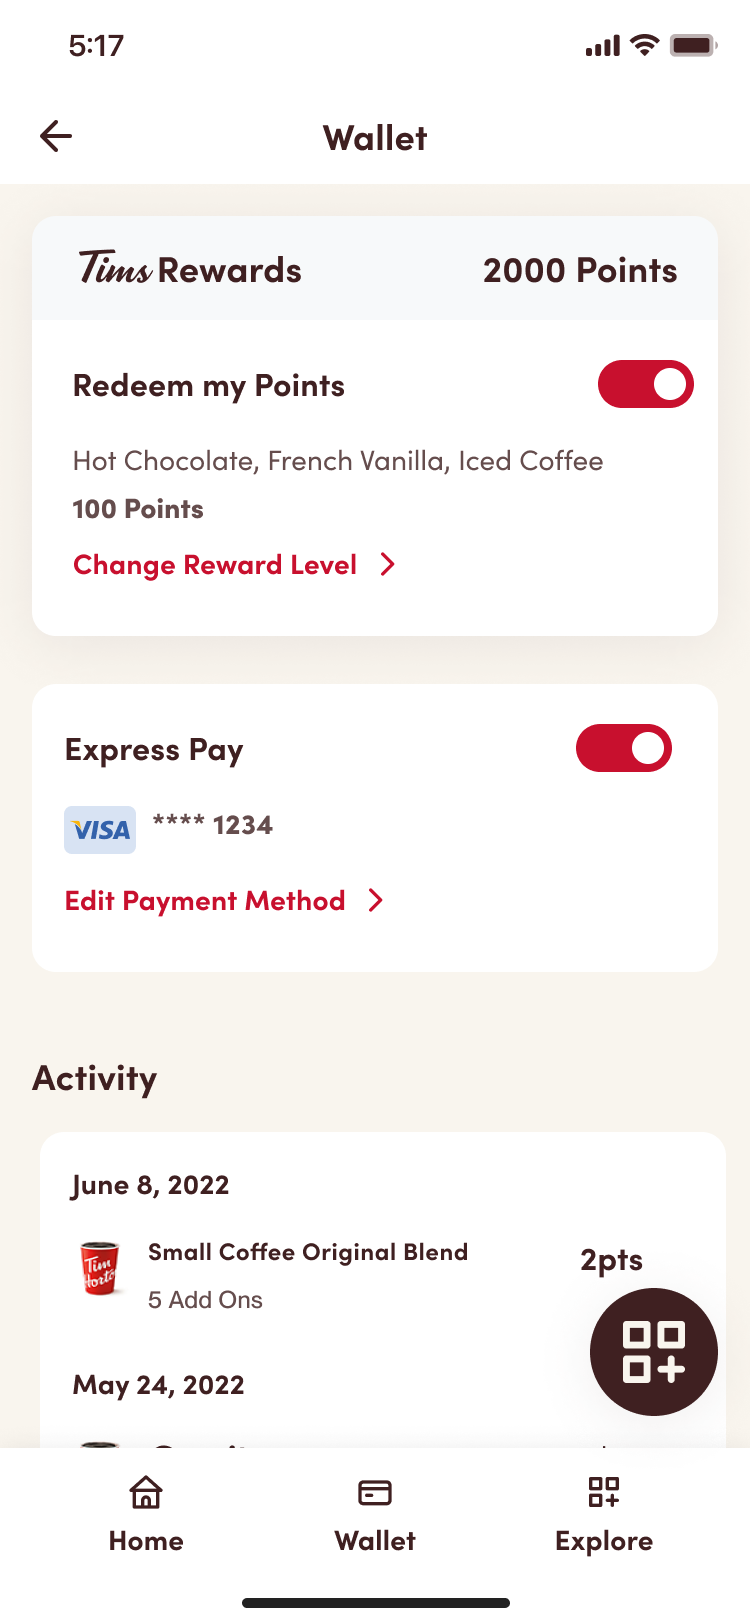 5:17
Wallet
Tims Rewards 2000 Points
Redeem my Points
Hot Chocolate, French Vanilla, Iced Coffee
100 Points
Change Reward Level
Express Pay
VISA **** 1234
Edit Payment Method
Activity
June 8, 2022
Small Coffee Original Blend 2pts
Tim
5 Add Ons
May 24, 2022
Home Wallet Explore